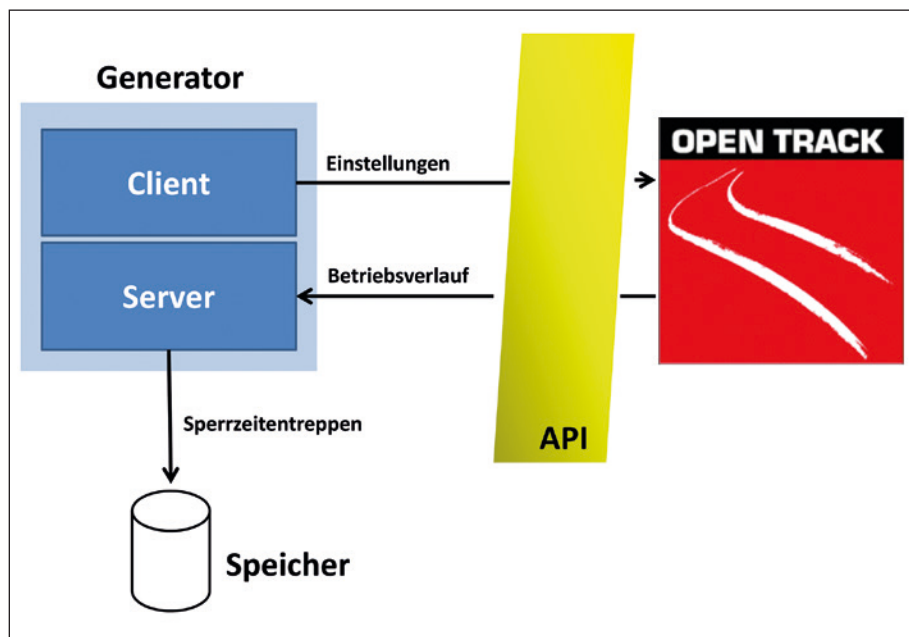 Generator
Client
Einstellungen
OPEN TRACK
Server
Betriebsverlauf
Sperrzeitentreppen
API
Speicher